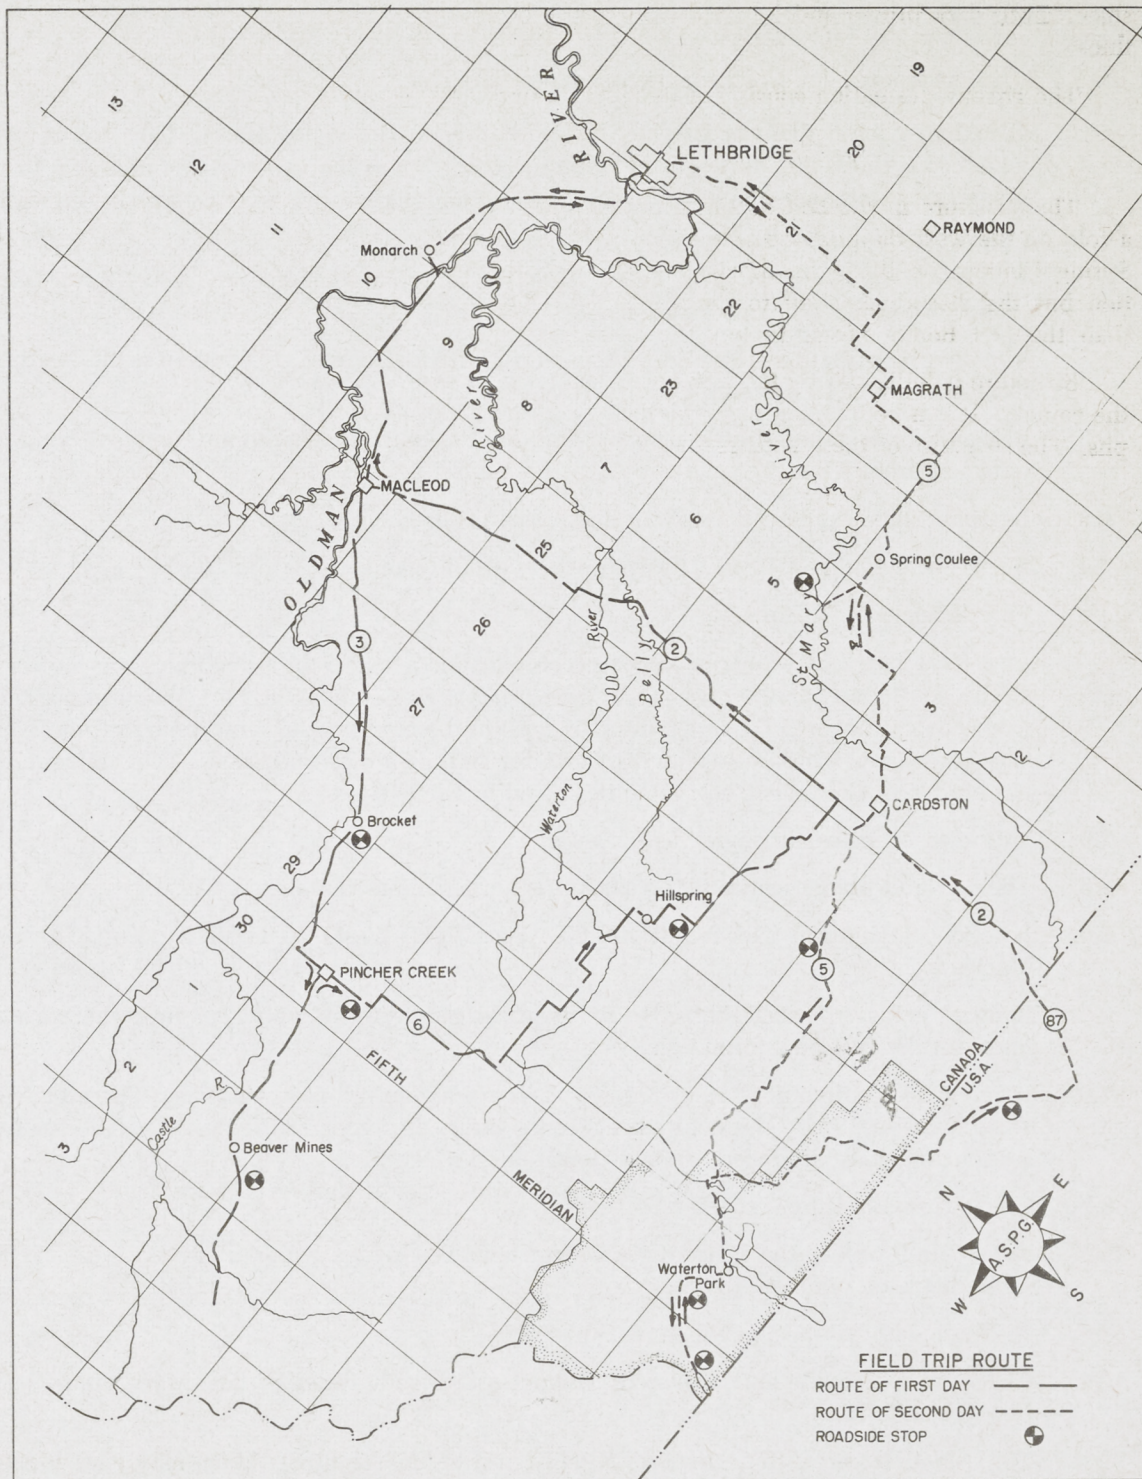 RIVER
RIVER
19
13
20
12
LETHBRIDGE
11
2
RAYMOND
Monarch
10
22
9
23
MAGRATH
8
River
River
7
5
MACLEOD
6
25
OLDMAN
5
Spring Coulee
26
River
St Mary
3
2
2
Belly
27
3
2
Waterton
CARDSTON
1
Brocket
29
Hillspring
2
30
5
PINCHER CREEK
1
6
87
FIFTH
CANADA
U.S.A.
2
R
Castle
3
Beaver Mines
MERIDIAN
N
E
A.S.P.G.
W
S
Waterton
Park
FIELD TRIP ROUTE
ROUTE OF FIRST DAY
ROUTE OF SECOND DAY
ROADSIDE STOP